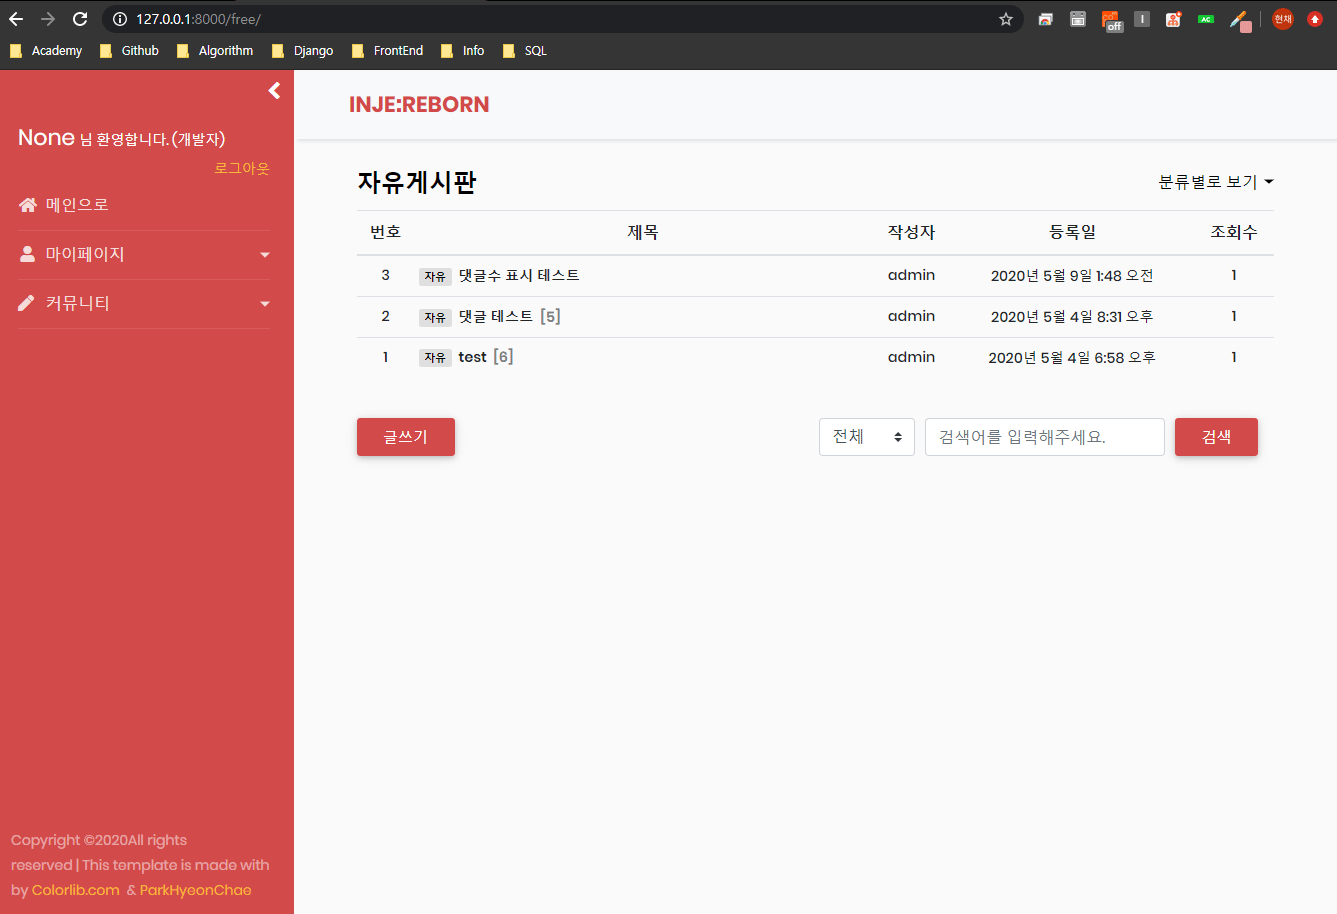 127.0.0.1:8000/free/
off
I
AC
현채
Academy Github Algorithm Django FrontEnd Info SQL
INJE:REBORN
None 님 환영합니다.(개발자)
로그아웃
메인으로
마이페이지
커뮤니티
자유게시판 분류별로 보기
번호 제목 작성자 등록일 조회수
3 자유 댓글수 표시 테스트 admin 2020년 5월 9일 1:48 오전 1
2 자유 댓글 테스트 [5] admin 2020년 5월 4일 8:31 오후 1
1 자유 test [6] admin 2020년 5월 4일 6:58 오후 1
글쓰기 전체 검색어를 입력해주세요. 검색
Copyright ©2020All rights
reserved | This template is made with
by Colorlib.com & ParkHyeonChae